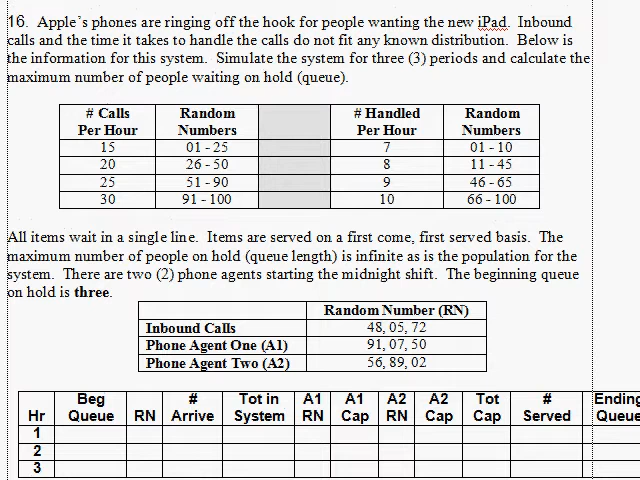 16.  Apple's phones are ringing off the hook for people wanting the new iPad.  Inbound
calls and the time it takes to handle the calls do not fit any known distribution.  Below is
the information for this system.  Simulate the system for three (3) periods and calculate the
maximum number of people waiting on hold (queue).
# Calls Per Hour | Random Numbers | | # Handled Per Hour | Random Numbers
15 | 01 - 25 | | 7 | 01 - 10
20 | 26 - 50 | | 8 | 11 - 45
25 | 51 - 90 | | 9 | 46 - 65
30 | 91 - 100 | | 10 | 66 - 100
All items wait in a single line.  Items are served on a first come, first served basis.  The
maximum number of people on hold (queue length) is infinite as is the population for the
system.  There are two (2) phone agents starting the midnight shift.  The beginning queue
on hold is three.
Random Number (RN)
Inbound Calls | 48, 05, 72
Phone Agent One (A1) | 91, 07, 50
Phone Agent Two (A2) | 56, 89, 02
Hr | Beg Queue | RN | # Arrive | Tot in System | A1 RN | A1 Cap | A2 RN | A2 Cap | Tot Cap | # Served | Ending Queue
1
2
3